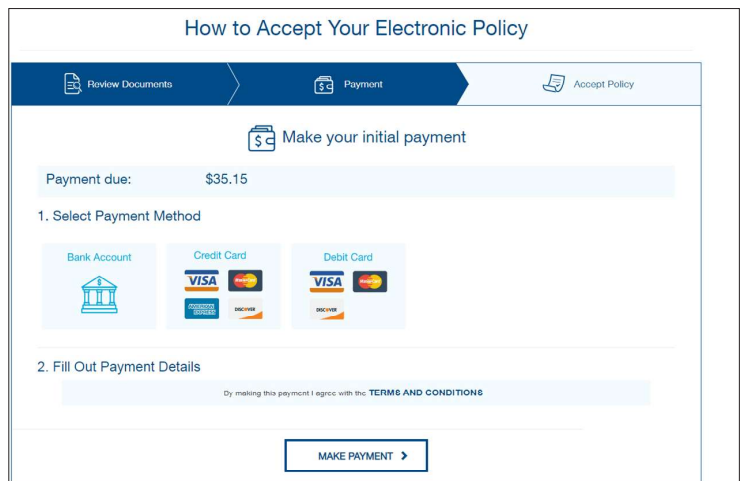 How to Accept Your Electronic Policy
Review Documents
Payment
Accept Policy
Make your initial payment
Payment due: $35.15
1. Select Payment Method
Bank Account
Credit Card
Debit Card
VISA MasterCard
VISA MasterCard
AMERICAN EXPRESS DISCOVER
DISCOVER
2. Fill Out Payment Details
By making this payment I agree with the TERMS AND CONDITIONS
MAKE PAYMENT